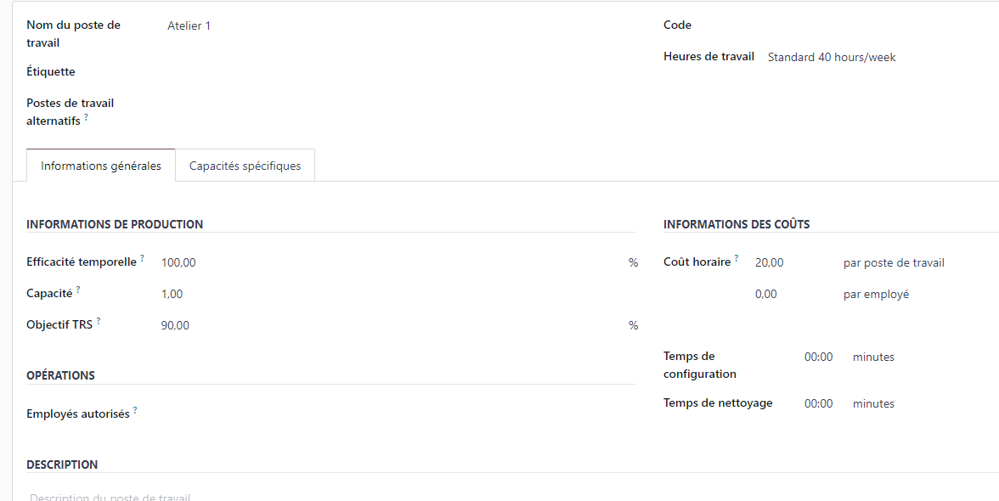 Nom du poste de
travail
Atelier 1
Étiquette
Postes de travail
alternatifs ?
Code
Heures de travail Standard 40 hours/week
Informations générales
Capacités spécifiques
INFORMATIONS DE PRODUCTION
Efficacité temporelle ? 100,00 %
Capacité ? 1,00
Objectif TRS ? 90,00 %
OPÉRATIONS
Employés autorisés ?
INFORMATIONS DES COÛTS
Coût horaire ? 20,00 par poste de travail
0,00 par employé
Temps de
configuration
00:00 minutes
Temps de nettoyage 00:00 minutes
DESCRIPTION
Description du poste de travail